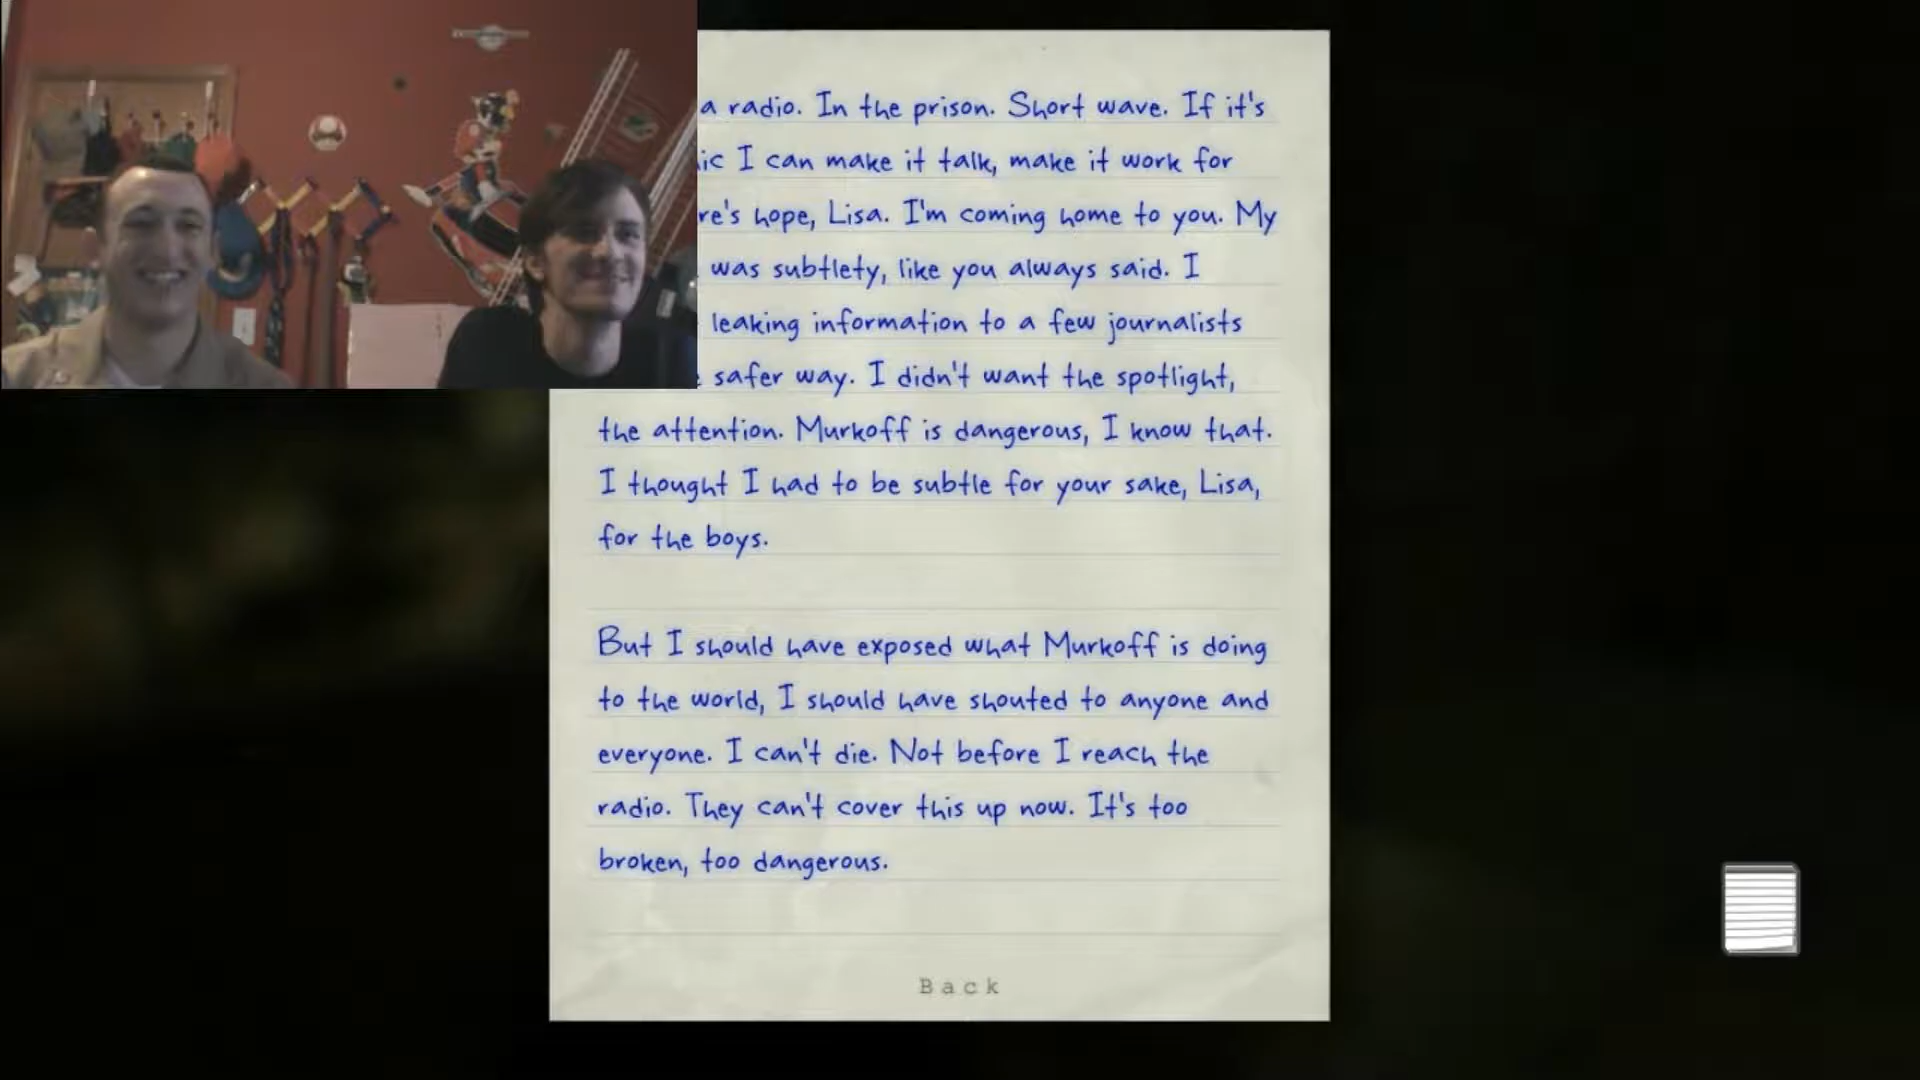 a radio. In the prison. Short wave. If it's
I can make it talk, make it work for
hope, Lisa. I'm coming home to you. My
was subtlety, like you always said. I
leaking information to a few journalists
safer way. I didn't want the spotlight,
the attention. Murkoff is dangerous, I know that.
I thought I had to be subtle for your sake, Lisa,
for the boys.
But I should have exposed what Murkoff is doing
to the world, I should have shouted to anyone and
everyone. I can't die. Not before I reach the
radio. They can't cover this up now. It's too
broken, too dangerous.
Back